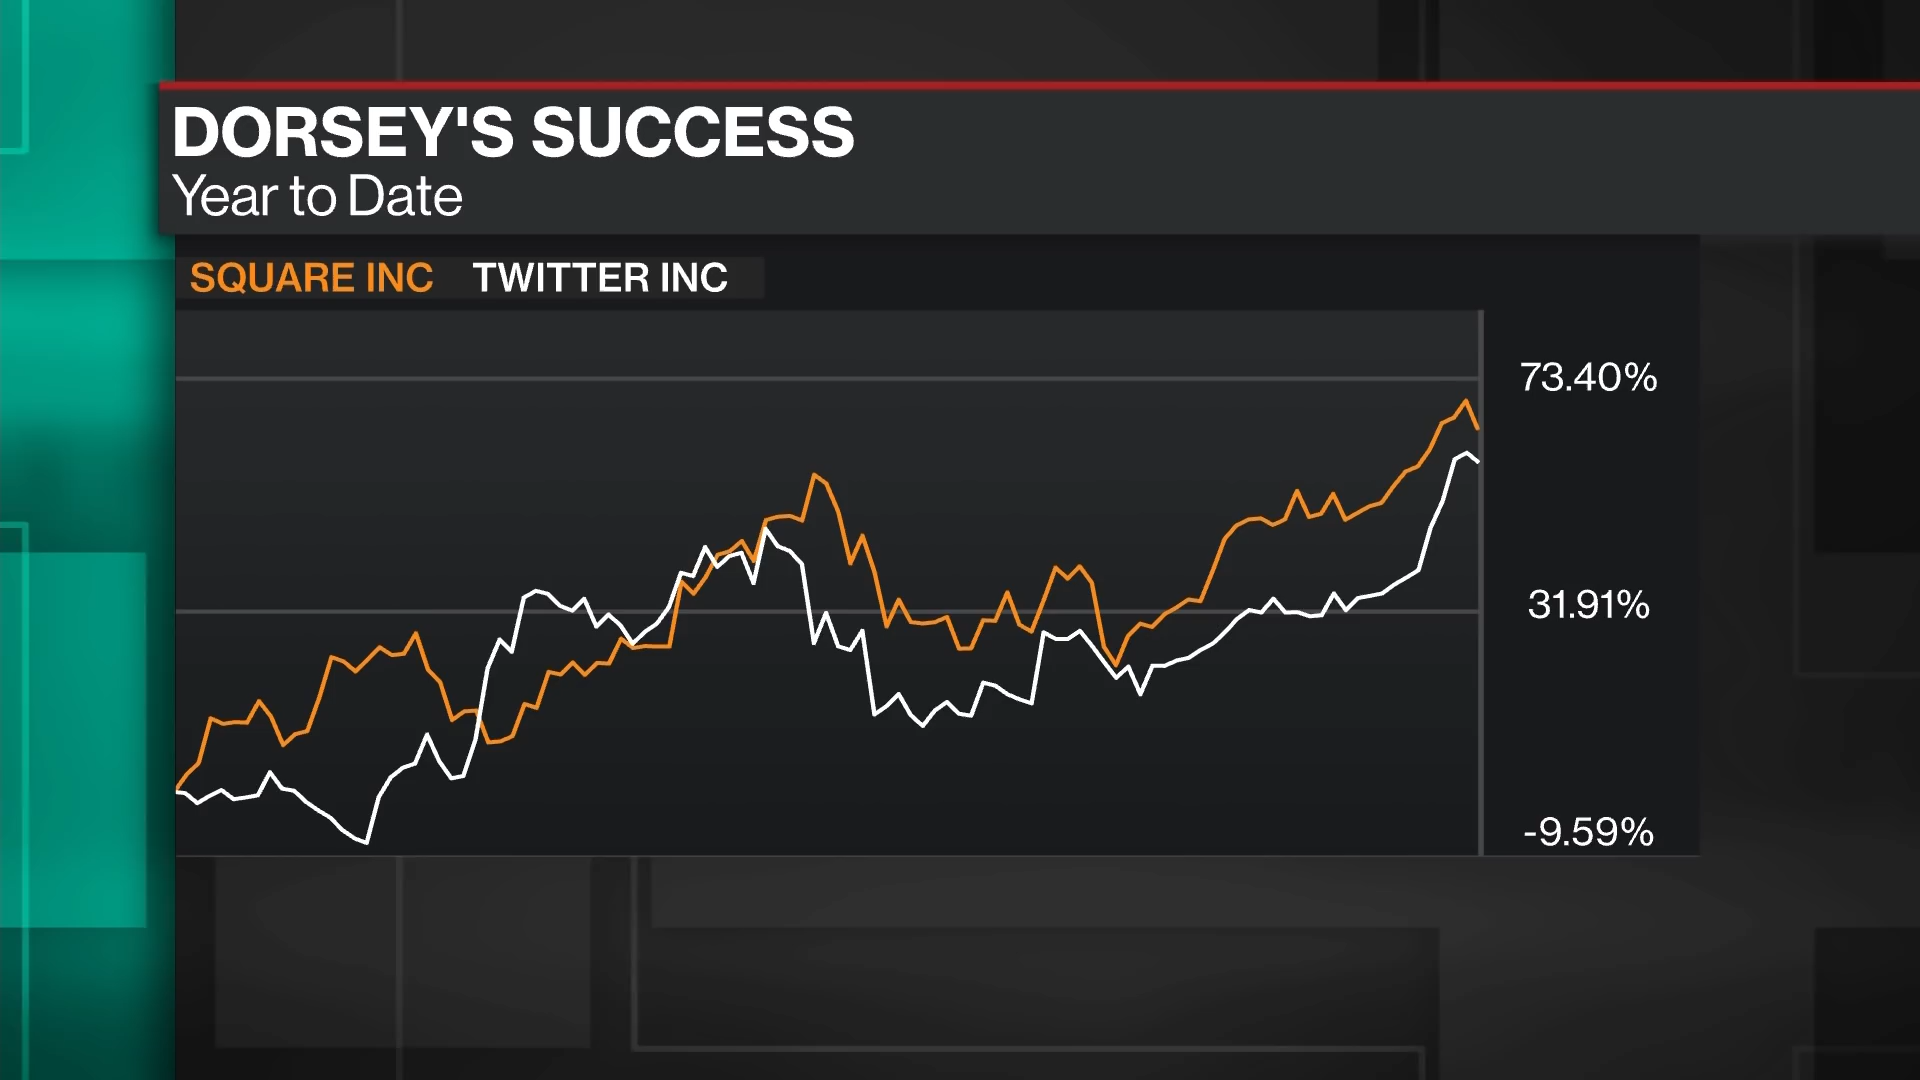 DORSEY'S SUCCESS
Year to Date
SQUARE INC TWITTER INC
73.40%
31.91%
-9.59%